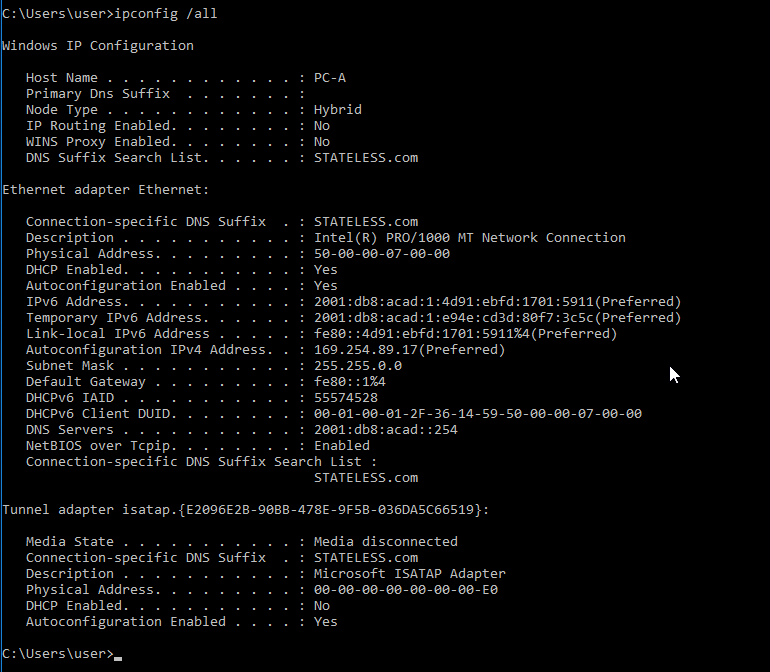 C:\Users\user>ipconfig /all
Windows IP Configuration
Host Name . . . . . . . . . . . . : PC-A
Primary Dns Suffix  . . . . . . . :
Node Type . . . . . . . . . . . . : Hybrid
IP Routing Enabled. . . . . . . . : No
WINS Proxy Enabled. . . . . . . . : No
DNS Suffix Search List. . . . . . : STATELESS.com
Ethernet adapter Ethernet:
Connection-specific DNS Suffix  . : STATELESS.com
Description . . . . . . . . . . . : Intel(R) PRO/1000 MT Network Connection
Physical Address. . . . . . . . . : 50-00-00-07-00-00
DHCP Enabled. . . . . . . . . . . : Yes
Autoconfiguration Enabled . . . . : Yes
IPv6 Address. . . . . . . . . . . : 2001:db8:acad:1:4d91:ebfd:1701:5911(Preferred)
Temporary IPv6 Address. . . . . . : 2001:db8:acad:1:e94e:cd3d:80f7:3c5c(Preferred)
Link-local IPv6 Address . . . . . : fe80::4d91:ebfd:1701:5911%4(Preferred)
Autoconfiguration IPv4 Address. . : 169.254.89.17(Preferred)
Subnet Mask . . . . . . . . . . . : 255.255.0.0
Default Gateway . . . . . . . . . : fe80::1%4
DHCPv6 IAID . . . . . . . . . . . : 55574528
DHCPv6 Client DUID. . . . . . . . : 00-01-00-01-2F-36-14-59-50-00-00-07-00-00
DNS Servers . . . . . . . . . . . : 2001:db8:acad::254
NetBIOS over Tcpip. . . . . . . . : Enabled
Connection-specific DNS Suffix Search List :
STATELESS.com
Tunnel adapter isatap.{E2096E2B-90BB-478E-9F5B-036DA5C66519}:
Media State . . . . . . . . . . . : Media disconnected
Connection-specific DNS Suffix  . : STATELESS.com
Description . . . . . . . . . . . : Microsoft ISATAP Adapter
Physical Address. . . . . . . . . : 00-00-00-00-00-00-00-E0
DHCP Enabled. . . . . . . . . . . : No
Autoconfiguration Enabled . . . . : Yes
C:\Users\user>